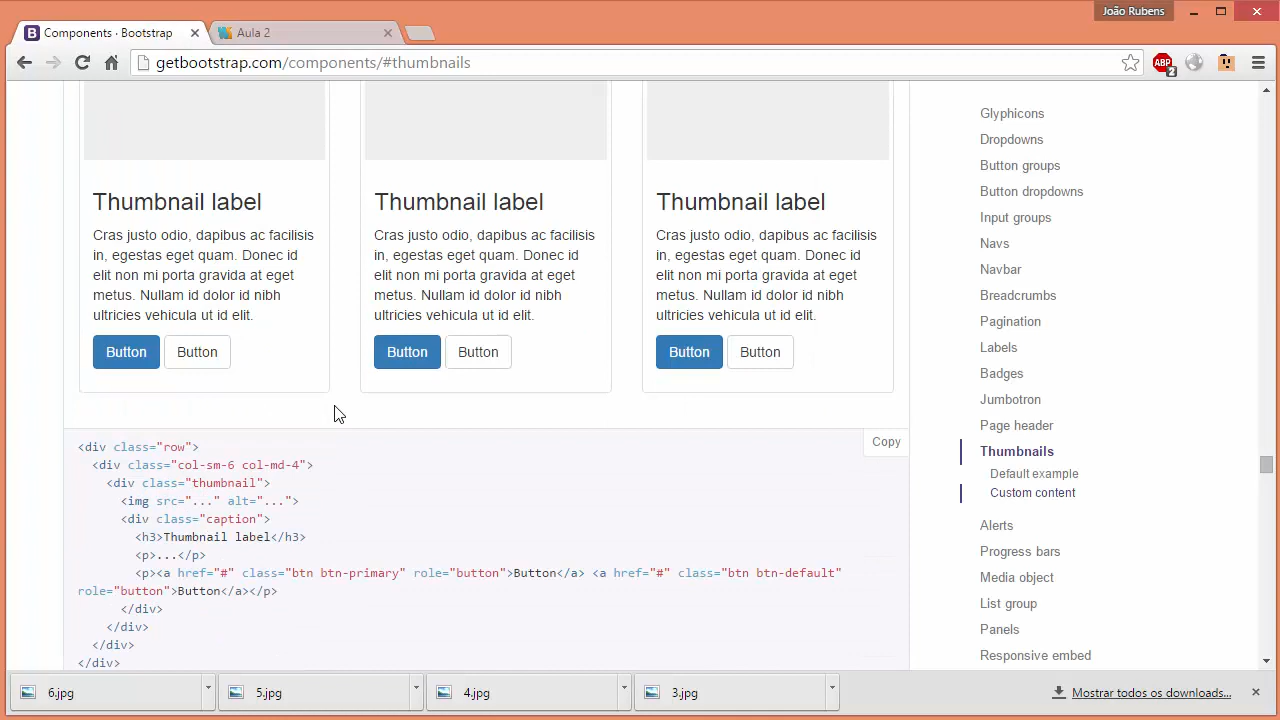 João Rubens
Components · Bootstrap
Aula 2
getbootstrap.com/components/#thumbnails
ABP
2
Thumbnail label
Cras justo odio, dapibus ac facilisis
in, egestas eget quam. Donec id
elit non mi porta gravida at eget
metus. Nullam id dolor id nibh
ultricies vehicula ut id elit.
Button Button
Thumbnail label
Cras justo odio, dapibus ac facilisis
in, egestas eget quam. Donec id
elit non mi porta gravida at eget
metus. Nullam id dolor id nibh
ultricies vehicula ut id elit.
Button Button
Thumbnail label
Cras justo odio, dapibus ac facilisis
in, egestas eget quam. Donec id
elit non mi porta gravida at eget
metus. Nullam id dolor id nibh
ultricies vehicula ut id elit.
Button Button
Copy
<div class="row">
  <div class="col-sm-6 col-md-4">
    <div class="thumbnail">
      <img src="..." alt="...">
      <div class="caption">
        <h3>Thumbnail label</h3>
        <p>...</p>
        <p><a href="#" class="btn btn-primary" role="button">Button</a> <a href="#" class="btn btn-default"
role="button">Button</a></p>
      </div>
    </div>
  </div>
</div>
Glyphicons
Dropdowns
Button groups
Button dropdowns
Input groups
Navs
Navbar
Breadcrumbs
Pagination
Labels
Badges
Jumbotron
Page header
Thumbnails
Default example
Custom content
Alerts
Progress bars
Media object
List group
Panels
Responsive embed
6.jpg
5.jpg
4.jpg
3.jpg
Mostrar todos os downloads...